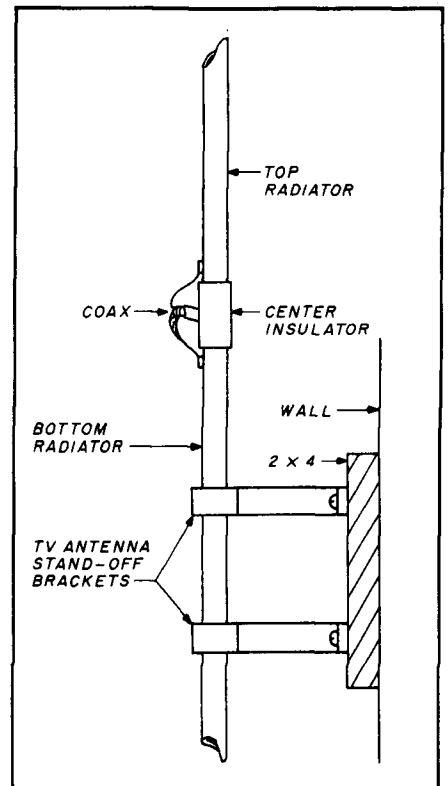 TOP
RADIATOR
COAX
CENTER
INSULATOR
WALL
BOTTOM
RADIATOR
2 × 4
TV ANTENNA
STAND-OFF
BRACKETS